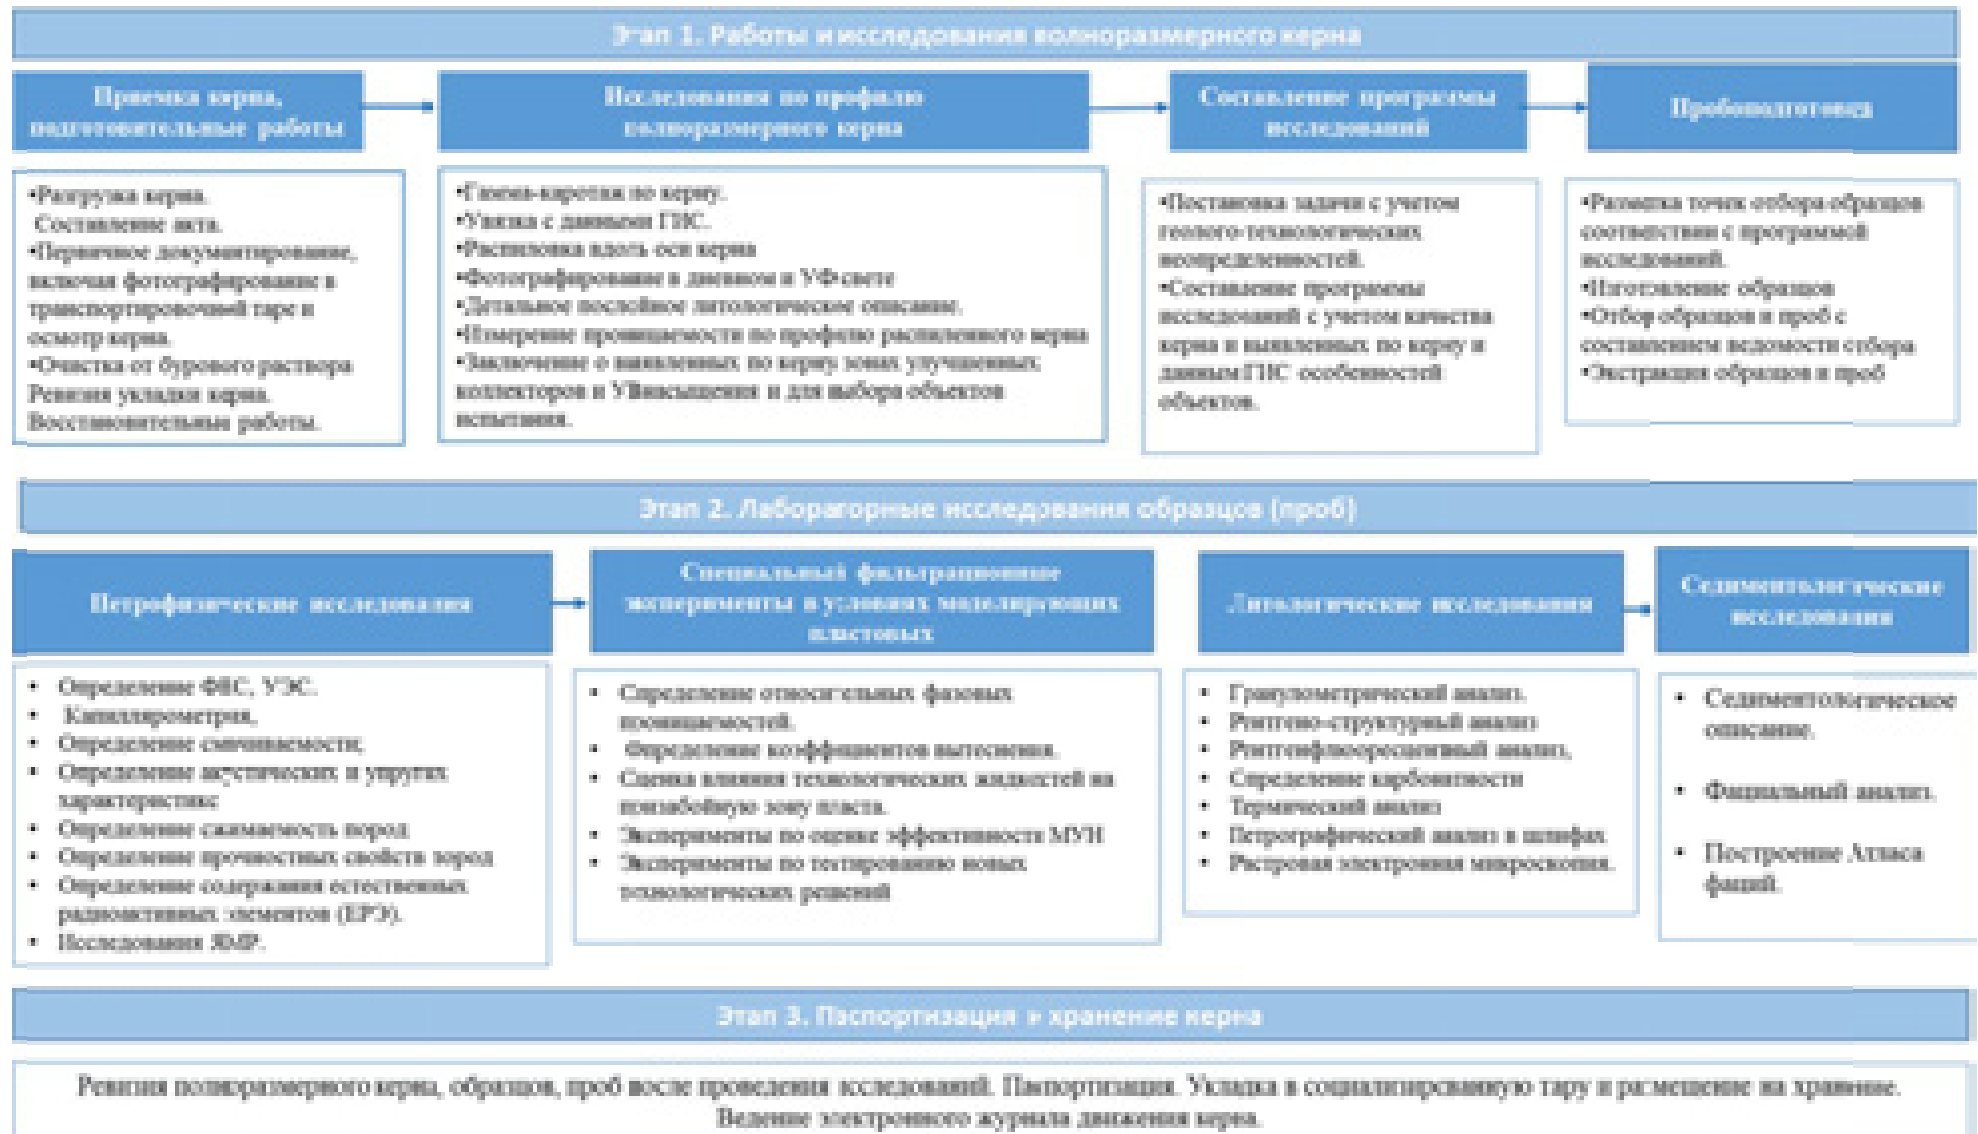 Этап 1. Работы и исследования полноразмерного керна
Приемка керна,
подготовительные работы
Исследования по профилю
полноразмерного керна
Составление программы
исследований
Пробоподготовка
•Разгрузка керна.
Составление акта.
•Первичное документирование,
включая фотографирование в
транспортировочной таре и
осмотр керна.
•Очистка от бурового раствора
Ревизия укладки керна.
Восстановительные работы.
•Гамма-каротаж по керну.
•Увязка с данными ГИС.
•Распиловка вдоль оси керна
•Фотографирование в дневном и УФ-свете
•Детальное послойное литологическое описание.
•Измерение проницаемости по профилю распиленного керна
•Заключение о выявленных по керну зонах улучшенных
коллекторов и УВнасыщения и для выбора объектов
испытания.
•Постановка задачи с учетом
геолого-технологических
неопределенностей.
•Составление программы
исследований с учетом качества
керна и выявленных по керну и
данным ГИС особенностей
объектов.
•Разметка точек отбора образцов
соответствии с программой
исследований.
•Изготовление образцов
•Отбор образцов и проб с
составлением ведомости отбора
•Экстракция образцов и проб
Этап 2. Лабораторные исследования образцов (проб)
Петрофизические исследования
Специальный фильтрационные
эксперименты в условиях моделирующих
пластовых
Литологические исследования
Седиментологические
исследования
• Определение ФЕС, УЭС.
• Капилляриметрия,
• Определение смачиваемости;
• Определение акустических и упругих
характеристик
• Определение сжимаемость пород
• Определение прочностных свойств пород
• Определение содержания естественных
радиоактивных элементов (ЕРЭ).
• Исследования ЯМР.
• Определение относительных фазовых
проницаемостей.
• Определение коэффициентов вытеснения.
• Оценка влияния технологических жидкостей на
призабойную зону пласта.
• Эксперименты по оценке эффективности МУН
• Эксперименты по тестированию новых
технологических решений
• Гранулометрический анализ.
• Рентгено-структурный анализ
• Рентгенфлюоресцентный анализ,
• Определение карбонатности
• Термический анализ
• Петрографический анализ в шлифах
• Растровая электронная микроскопия.
• Седиментологическое
описание.
• Фациальный анализ.
• Построение Атласа
фаций.
Этап 3. Паспортизация и хранение керна
Ревизия полноразмерного керна, образцов, проб после проведения исследований. Паспортизация. Укладка в социализированную тару и размещение на хранение.
Ведение электронного журнала движения керна.